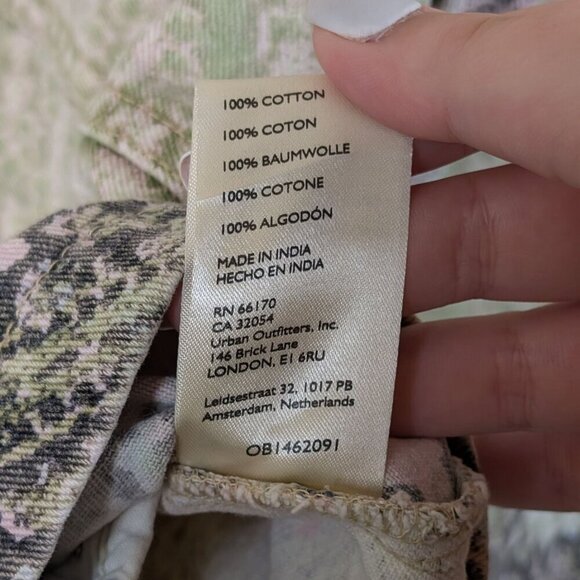 100% COTTON
100% COTON
100% BAUMWOLLE
100% COTONE
100% ALGODÓN
MADE IN INDIA
HECHO EN INDIA
RN 66170
CA 32054
Urban Outfitters, Inc.
146 Brick Lane
LONDON, E1 6RU
Leidsestraat 32, 1017 PB
Amsterdam, Netherlands
OB1462091